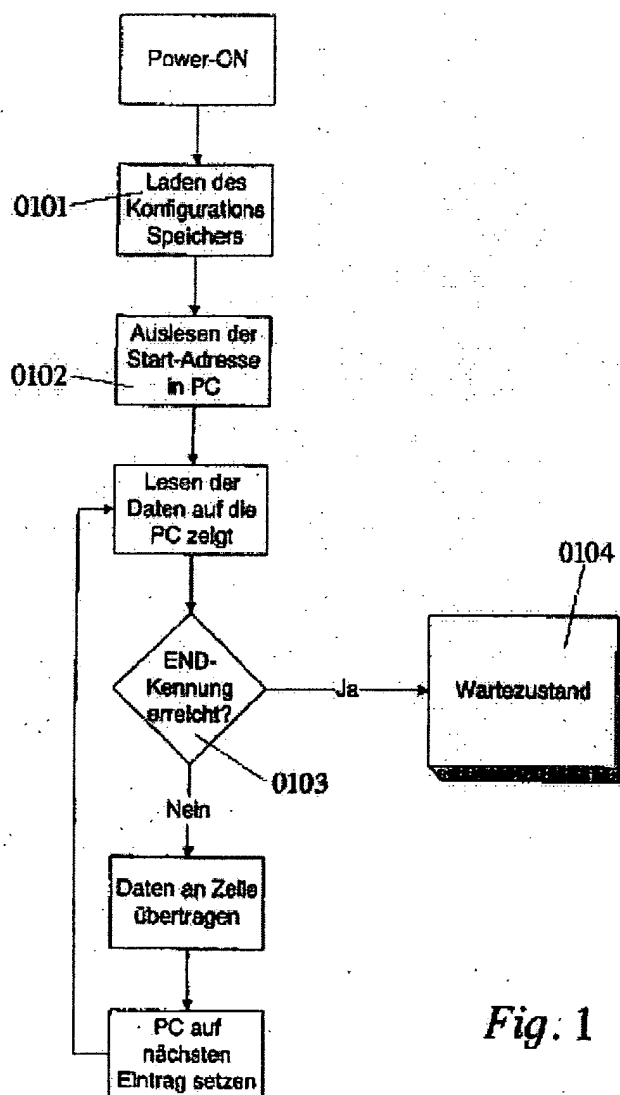 Power-ON
0101
Laden des
Konfigurations
Speichers
0102
Auslesen der
Start-Adresse
in PC
Lesen der
Daten auf die
PC zeigt
END-
Kennung
erreicht?
0103
Ja
0104
Wartezustand
Nein
Daten an Zelle
übertragen
PC auf
nächsten
Eintrag setzen
Fig. 1